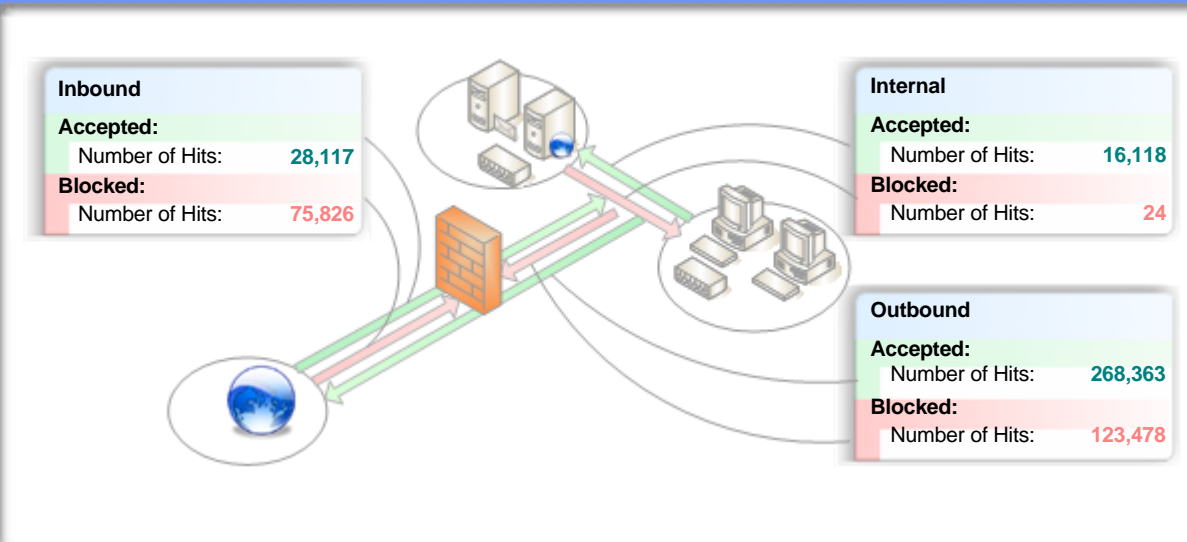 Inbound
Accepted:
Number of Hits: 28,117
Blocked:
Number of Hits: 75,826
Internal
Accepted:
Number of Hits: 16,118
Blocked:
Number of Hits: 24
Outbound
Accepted:
Number of Hits: 268,363
Blocked:
Number of Hits: 123,478